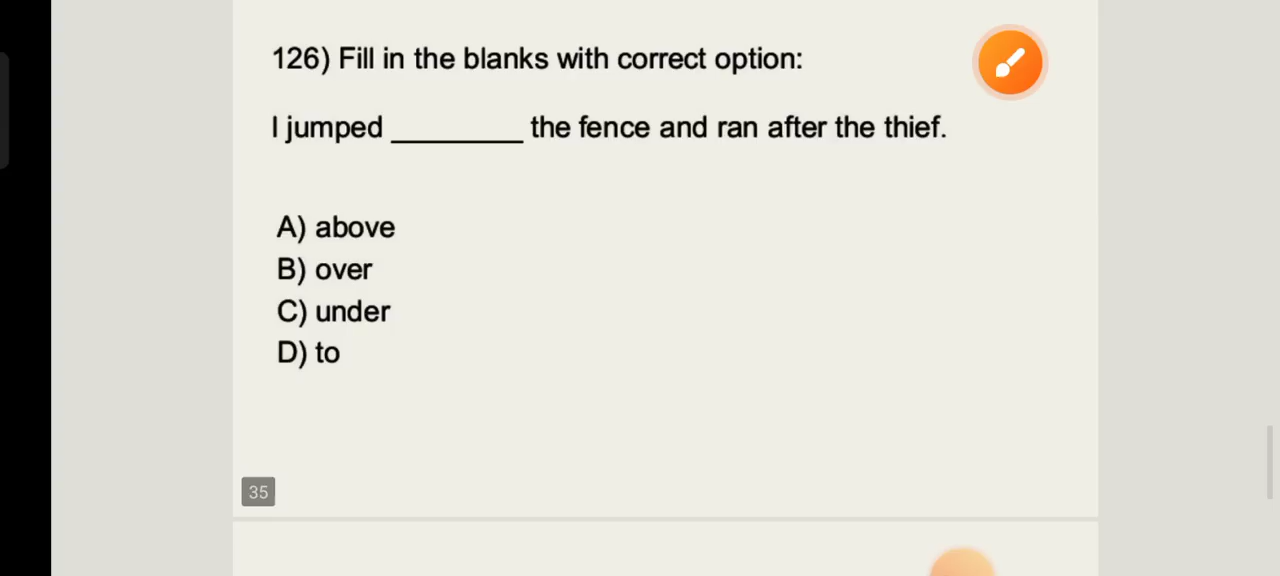 126) Fill in the blanks with correct option:
I jumped ________ the fence and ran after the thief.
A) above
B) over
C) under
D) to
35